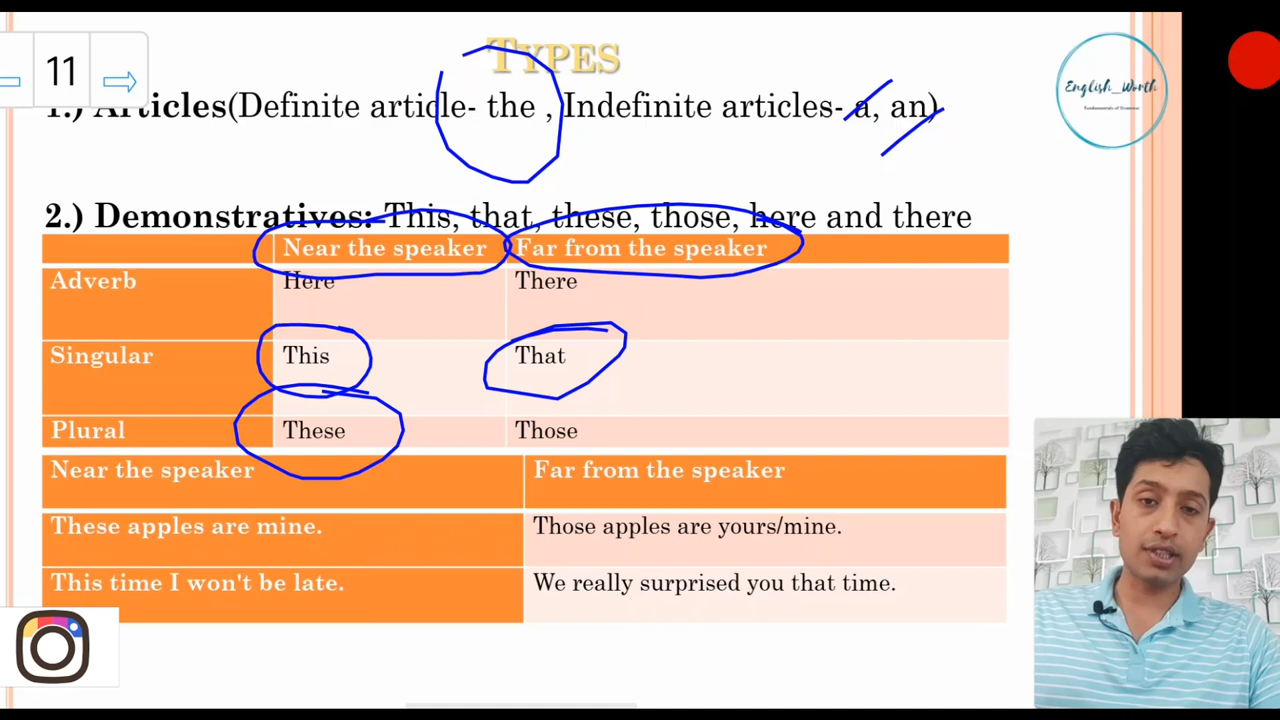 11
TYPES
1.) Articles(Definite article- the , Indefinite articles- a, an)
English_Worth
Fundamentals of Grammar
2.) Demonstratives: This, that, these, those, here and there
Near the speaker Far from the speaker
Adverb Here There
Singular This That
Plural These Those
Near the speaker Far from the speaker
These apples are mine. Those apples are yours/mine.
This time I won't be late. We really surprised you that time.